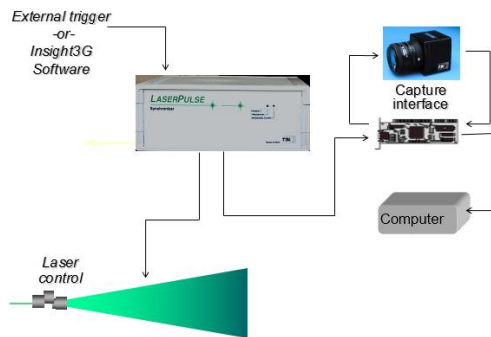 External trigger
-or-
Insight3G
Software
LASERPULSE
Synchronizer
TSI
Capture
interface
Computer
Laser
control